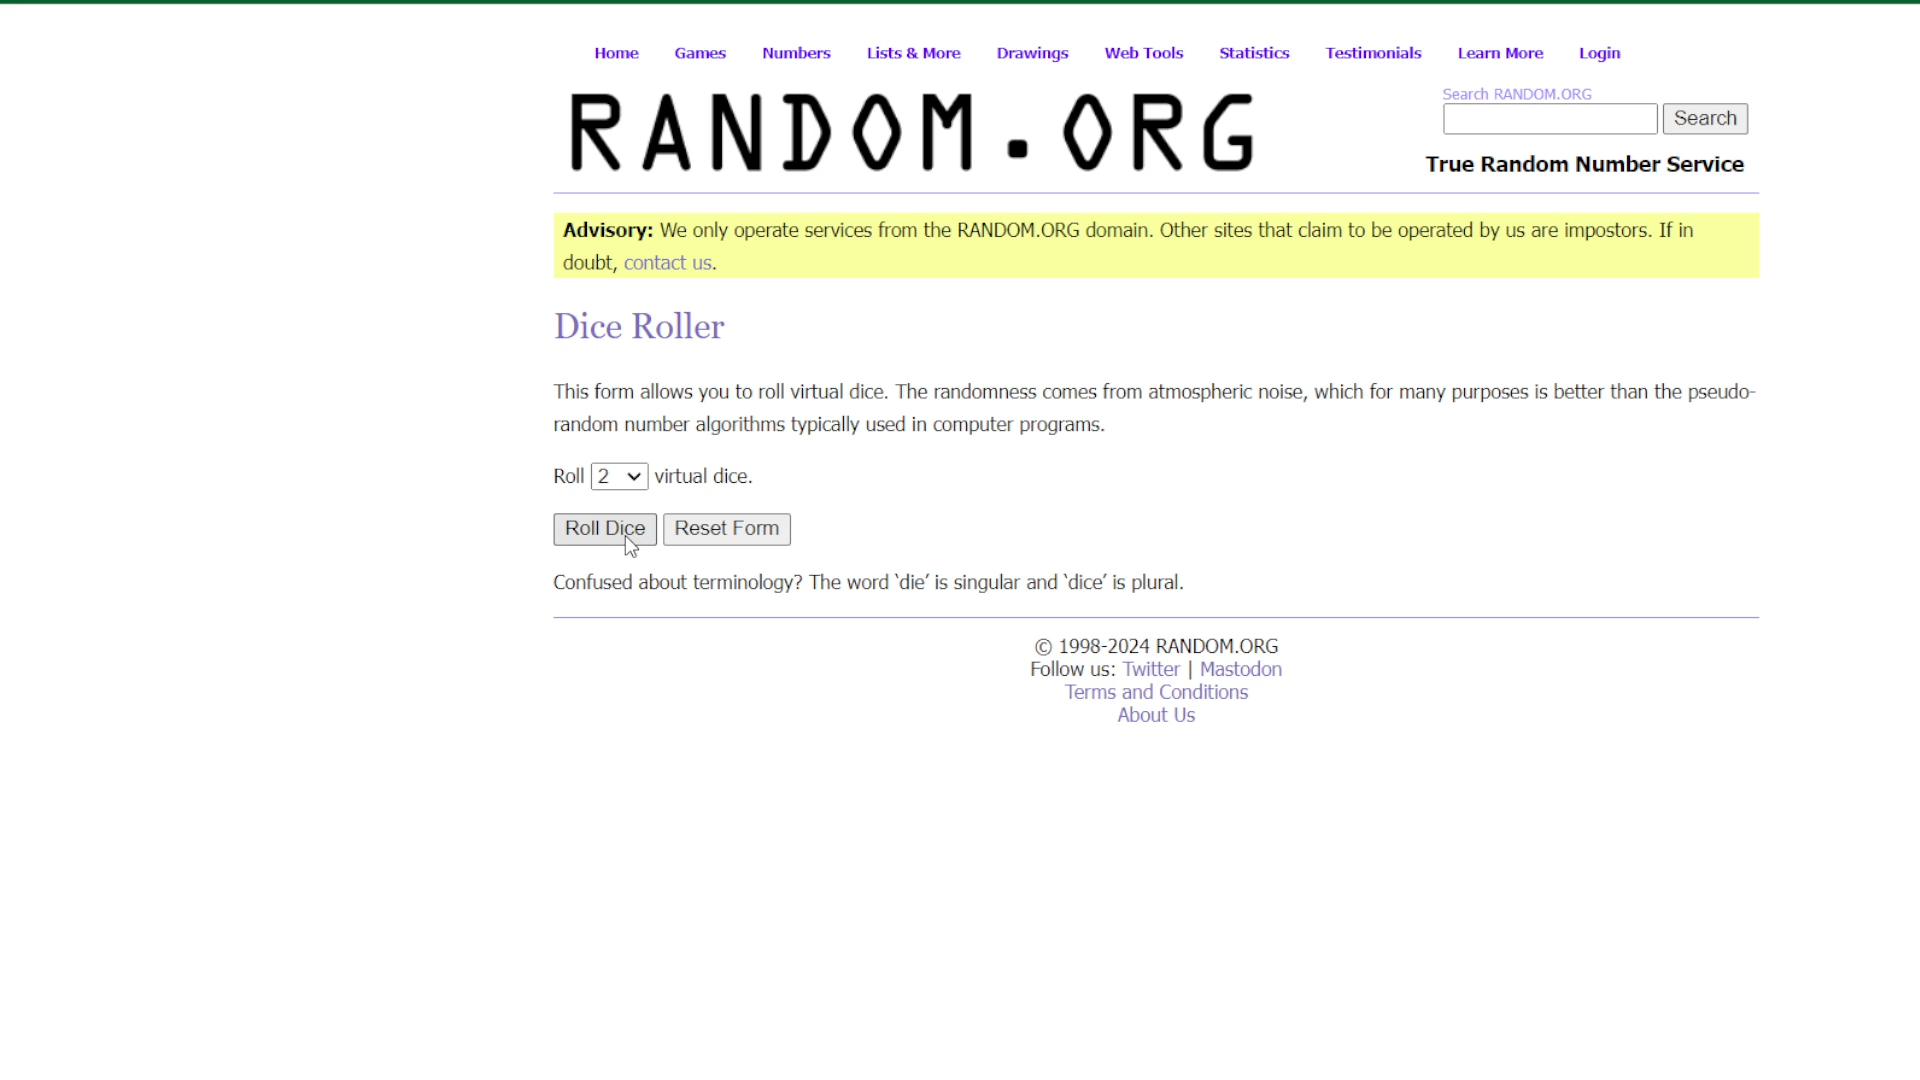 Home Games Numbers Lists & More Drawings Web Tools Statistics Testimonials Learn More Login
RANDOM.ORG
Search RANDOM.ORG
Search
True Random Number Service
Advisory: We only operate services from the RANDOM.ORG domain. Other sites that claim to be operated by us are impostors. If in
doubt, contact us.
Dice Roller
This form allows you to roll virtual dice. The randomness comes from atmospheric noise, which for many purposes is better than the pseudo-
random number algorithms typically used in computer programs.
Roll 2 virtual dice.
Roll Dice Reset Form
Confused about terminology? The word ‵die′ is singular and ‵dice′ is plural.
© 1998-2024 RANDOM.ORG
Follow us: Twitter | Mastodon
Terms and Conditions
About Us